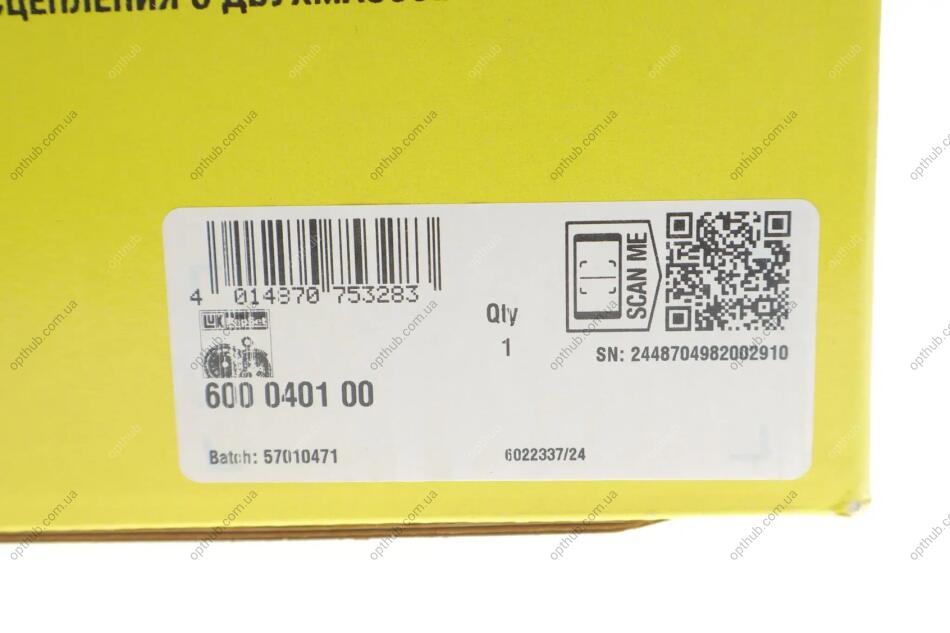 СЦЕПЛЕНИЯ С
4 014870 753283
LUK
600 0401 00
Qty
1
SCAN ME
SN: 2448704982002910
Batch: 57010471
6022337/24
opthub.com.ua